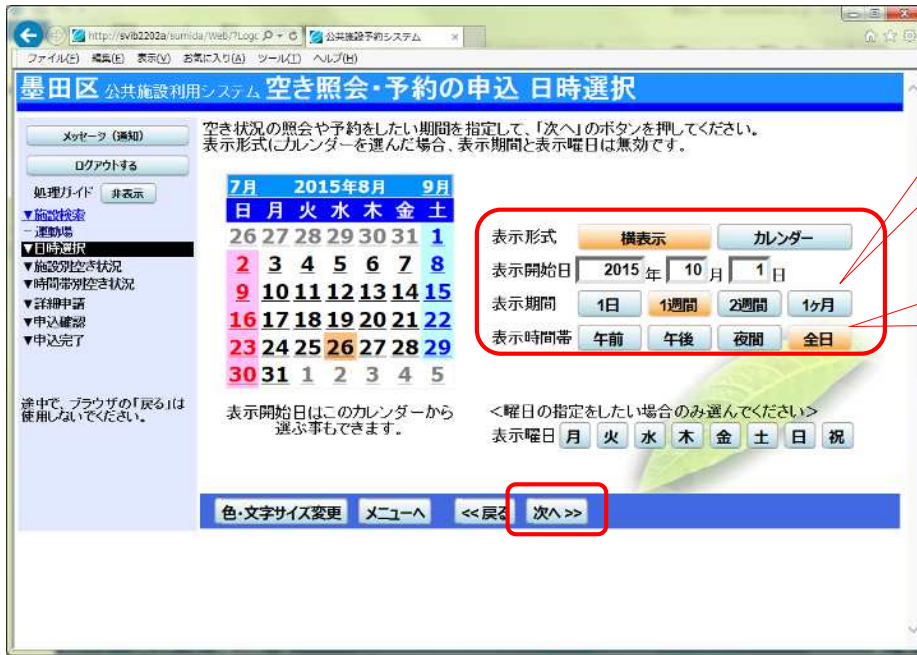 http://svib2202a/sumida/Web/?Logc
公共施設予約システム
ファイル(F) 編集(E) 表示(V) お気に入り(A) ツール(T) ヘルプ(H)
墨田区 公共施設利用システム 空き照会・予約の申込 日時選択
メッセージ (通知)
ログアウトする
処理ガイド 非表示
▼施設検索
－運動場
▼日時選択
▼施設別空き状況
▼時間帯別空き状況
▼詳細申請
▼申込確認
▼申込完了
途中で、ブラウザの「戻る」は
使用しないでください。
空き状況の照会や予約をしたい期間を指定して、「次へ」のボタンを押してください。
表示形式にカレンダーを選んだ場合、表示期間と表示曜日は無効です。
7月 2015年8月 9月
日 月 火 水 木 金 土
26 27 28 29 30 31 1
2 3 4 5 6 7 8
9 10 11 12 13 14 15
16 17 18 19 20 21 22
23 24 25 26 27 28 29
30 31 1 2 3 4 5
表示開始日はこのカレンダーから
選ぶ事もできます。
表示形式 横表示 カレンダー
表示開始日 2015 年 10 月 1 日
表示期間 1日 1週間 2週間 1ヶ月
表示時間帯 午前 午後 夜間 全日
<曜日の指定をしたい場合のみ選んでください>
表示曜日 月 火 水 木 金 土 日 祝
色・文字サイズ変更 メニューへ <<戻る 次へ >>